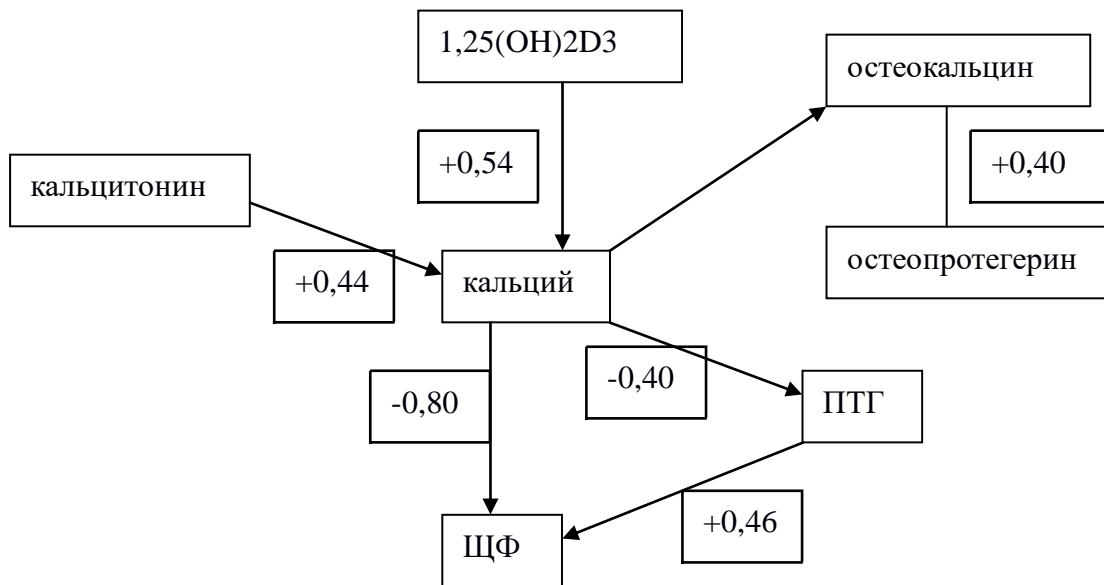 1,25(OH)2D3
остеокальцин
+0,54
+0,40
кальцитонин
остеопротегерин
+0,44
кальций
-0,80
-0,40
ПТГ
+0,46
ЩФ